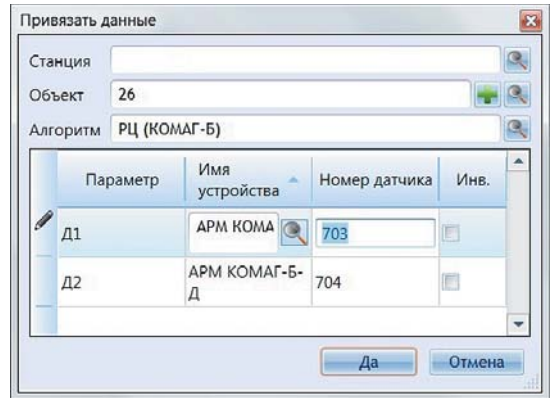 Привязать данные
Станция
Объект 26
Алгоритм РЦ (КОМАГ-Б)
Параметр Имя устройства Номер датчика Инв.
Д1 АРМ КОМА 703
Д2 АРМ КОМАГ-Б-Д 704
Да Отмена